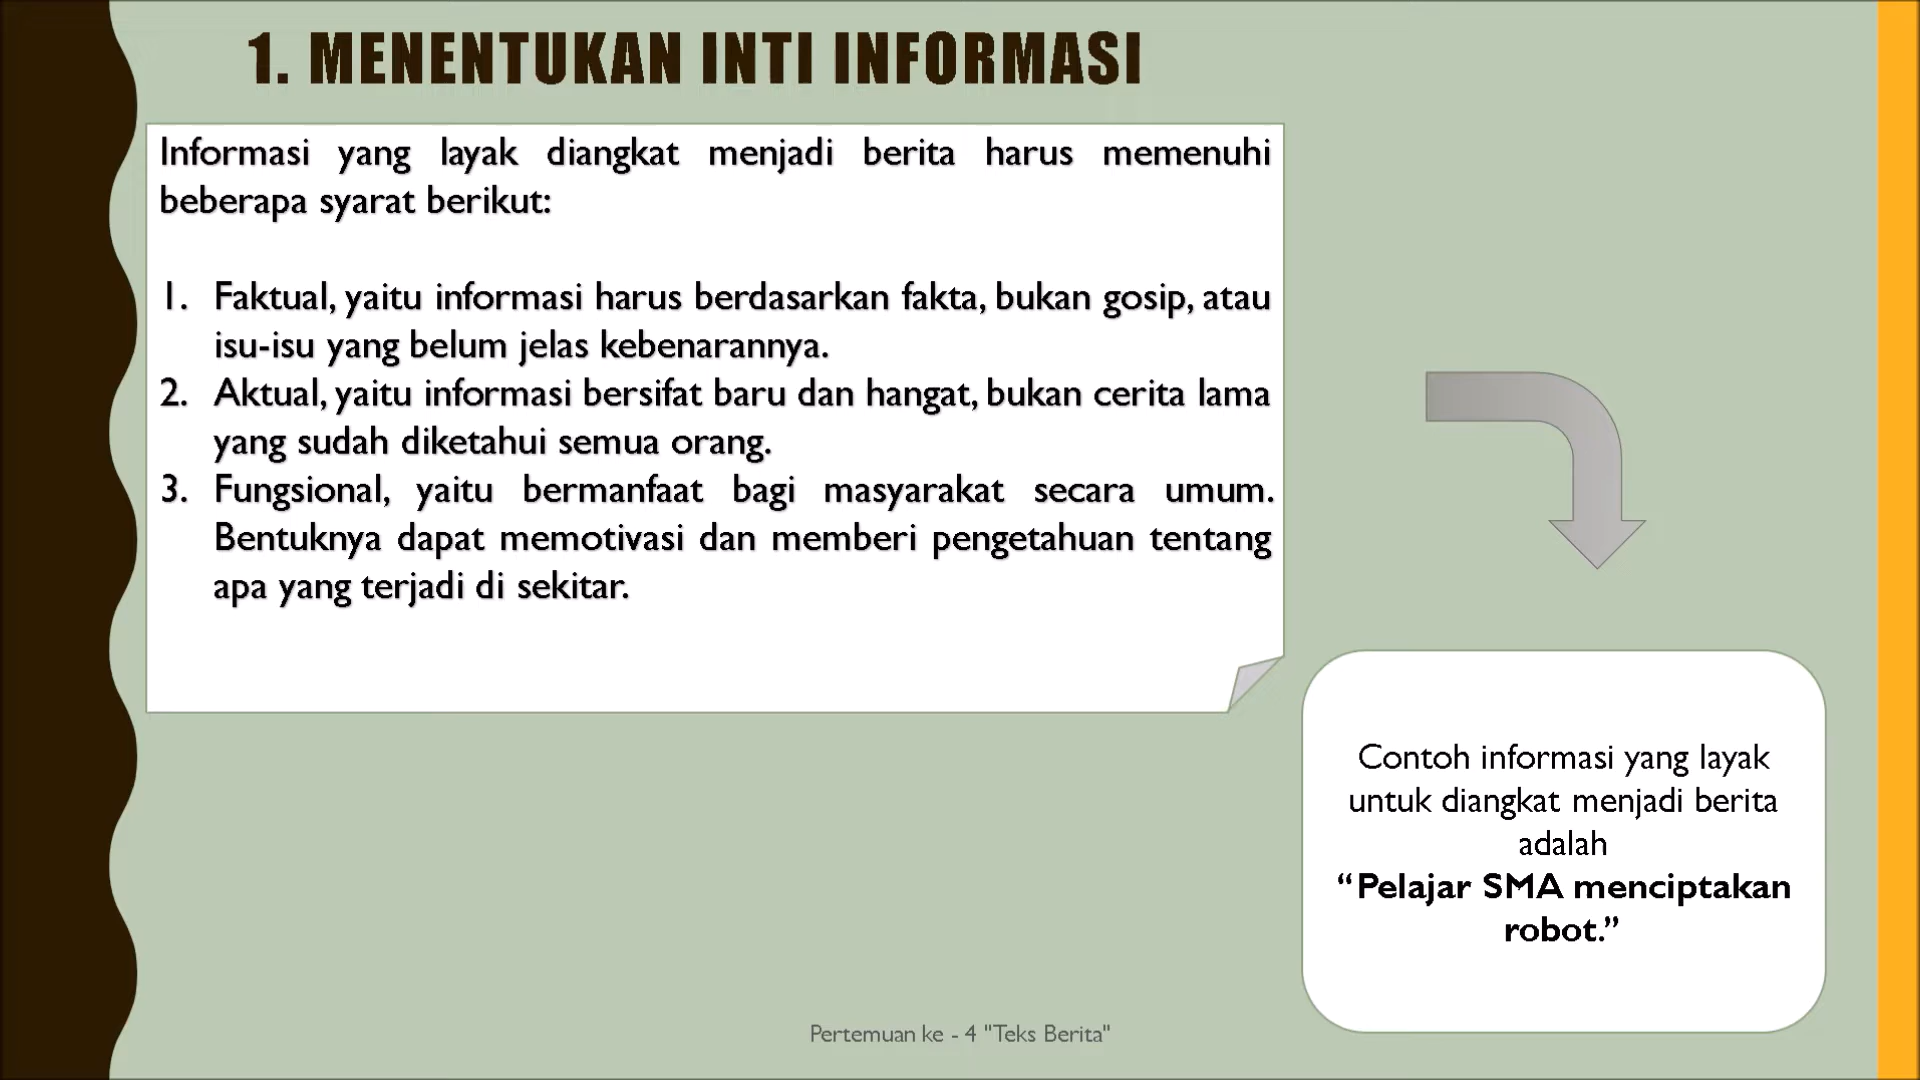 1. MENENTUKAN INTI INFORMASI
Informasi yang layak diangkat menjadi berita harus memenuhi
beberapa syarat berikut:
1. Faktual, yaitu informasi harus berdasarkan fakta, bukan gosip, atau
isu-isu yang belum jelas kebenarannya.
2. Aktual, yaitu informasi bersifat baru dan hangat, bukan cerita lama
yang sudah diketahui semua orang.
3. Fungsional, yaitu bermanfaat bagi masyarakat secara umum.
Bentuknya dapat memotivasi dan memberi pengetahuan tentang
apa yang terjadi di sekitar.
Contoh informasi yang layak
untuk diangkat menjadi berita
adalah
“Pelajar SMA menciptakan
robot.”
Pertemuan ke - 4 "Teks Berita"